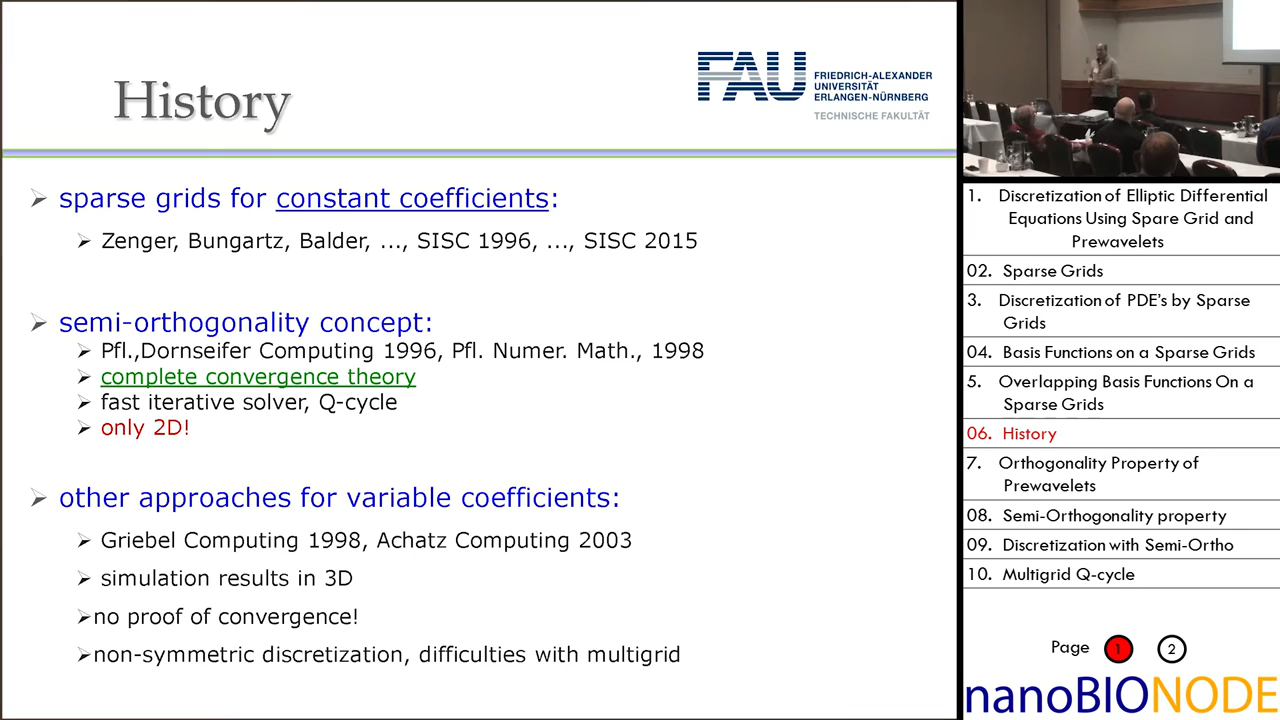 History
FAU
FRIEDRICH-ALEXANDER
UNIVERSITÄT
ERLANGEN-NÜRNBERG
TECHNISCHE FAKULTÄT
sparse grids for constant coefficients:
Zenger, Bungartz, Balder, ..., SISC 1996, ..., SISC 2015
semi-orthogonality concept:
Pfl.,Dornseifer Computing 1996, Pfl. Numer. Math., 1998
complete convergence theory
fast iterative solver, Q-cycle
only 2D!
other approaches for variable coefficients:
Griebel Computing 1998, Achatz Computing 2003
simulation results in 3D
no proof of convergence!
non-symmetric discretization, difficulties with multigrid
1. Discretization of Elliptic Differential
Equations Using Spare Grid and
Prewavelets
02. Sparse Grids
3. Discretization of PDE's by Sparse
Grids
04. Basis Functions on a Sparse Grids
5. Overlapping Basis Functions On a
Sparse Grids
06. History
7. Orthogonality Property of
Prewavelets
08. Semi-Orthogonality property
09. Discretization with Semi-Ortho
10. Multigrid Q-cycle
Page 1 2
nanoBIONODE